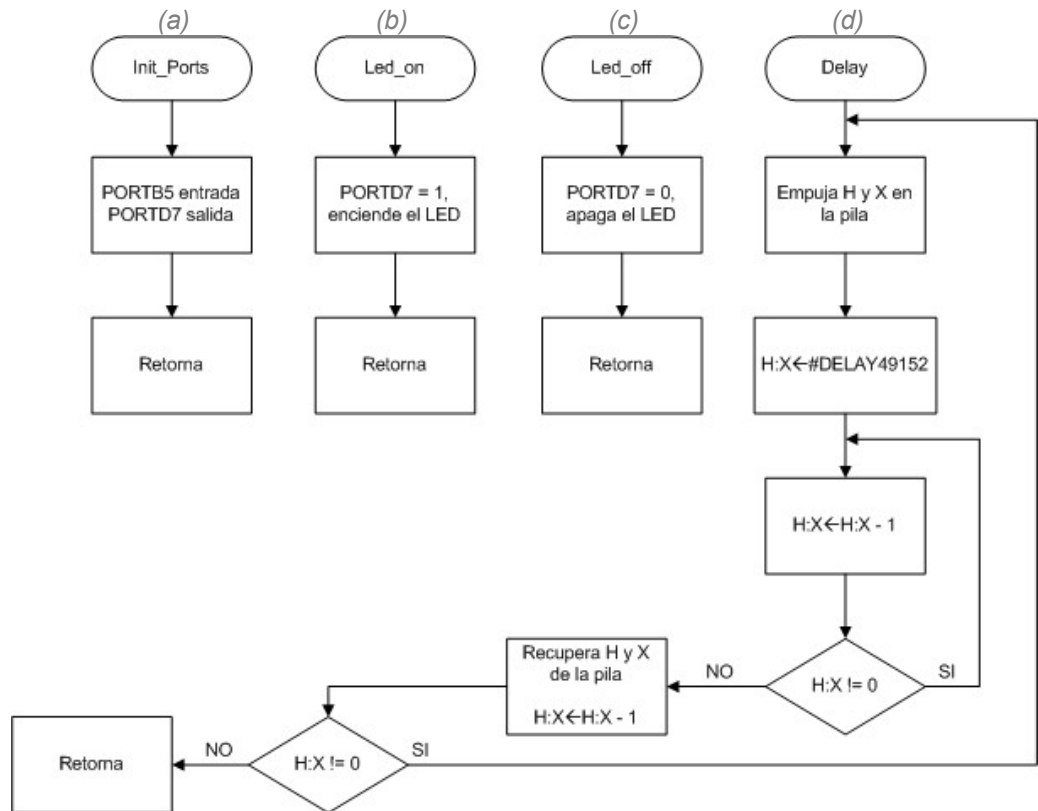 (a)
(b)
(c)
(d)
Init_Ports
Led_on
Led_off
Delay
PORTB5 entrada
PORTD7 salida
PORTD7 = 1,
enciende el LED
PORTD7 = 0,
apaga el LED
Empuja H y X en
la pila
Retorna
Retorna
Retorna
H:X←#DELAY49152
H:X←H:X - 1
H:X != 0
SI
NO
Recupera H y X
de la pila
H:X←H:X - 1
H:X != 0
SI
NO
Retorna